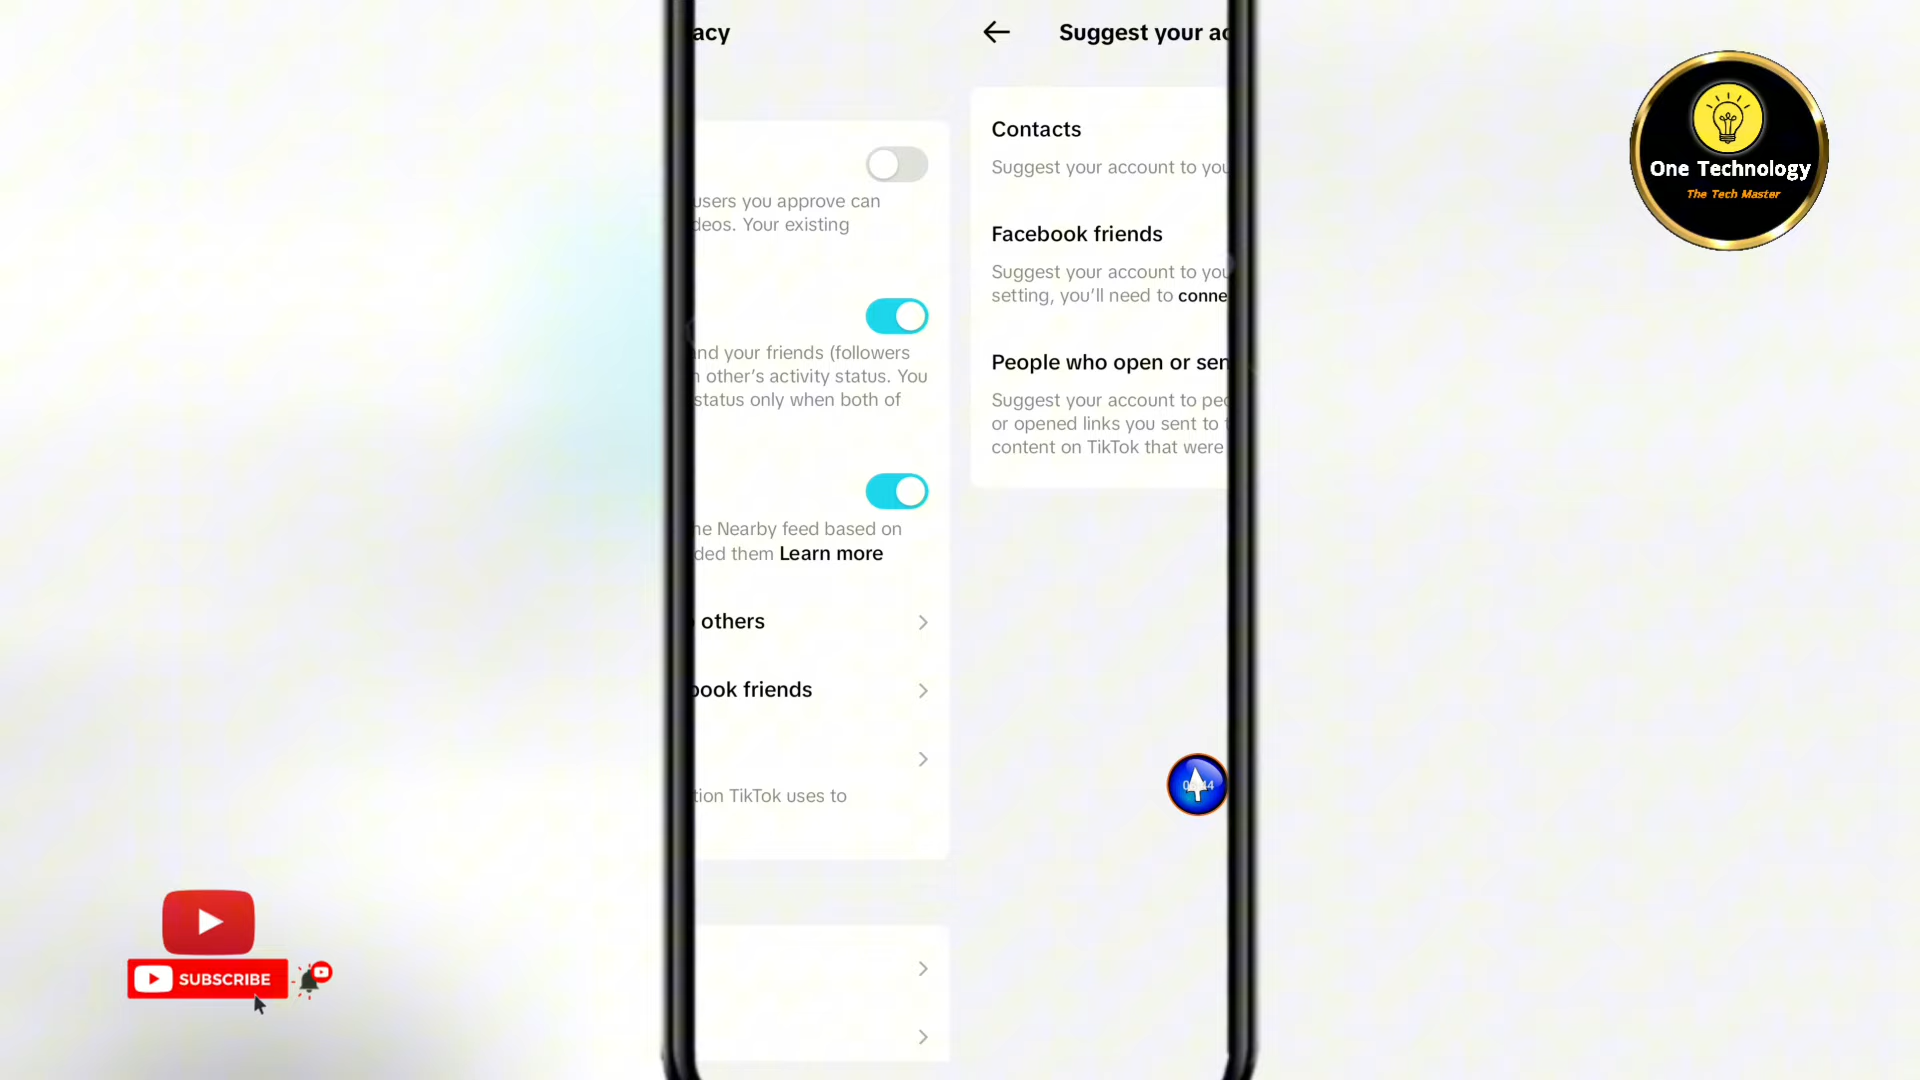 acy
users you approve can
deos. Your existing
nd your friends (followers
other's activity status. You
status only when both of
he Nearby feed based on
ded them Learn more
others
book friends
tion TikTok uses to
Suggest your ac
Contacts
Suggest your account to you
Facebook friends
Suggest your account to you
setting, you'll need to conne
People who open or sen
Suggest your account to peo
or opened links you sent to
content on TikTok that were
One Technology
The Tech Master
SUBSCRIBE